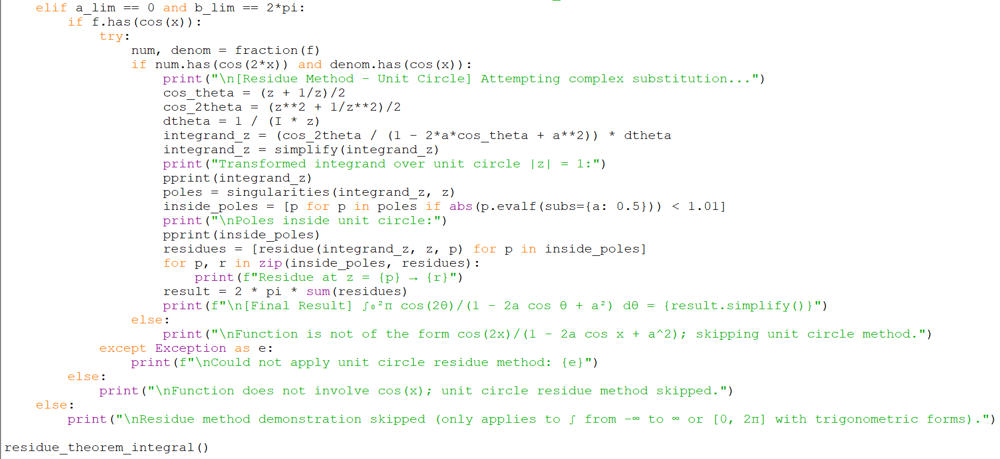 elif a_lim == 0 and b_lim == 2*pi:
        if f.has(cos(x)):
            try:
                num, denom = fraction(f)
                if num.has(cos(2*x)) and denom.has(cos(x)):
                    print("\n[Residue Method – Unit Circle] Attempting complex substitution...")
                    cos_theta = (z + 1/z)/2
                    cos_2theta = (z**2 + 1/z**2)/2
                    dtheta = 1 / (I * z)
                    integrand_z = (cos_2theta / (1 - 2*a*cos_theta + a**2)) * dtheta
                    integrand_z = simplify(integrand_z)
                    print("Transformed integrand over unit circle |z| = 1:")
                    pprint(integrand_z)
                    poles = singularities(integrand_z, z)
                    inside_poles = [p for p in poles if abs(p.evalf(subs={a: 0.5})) < 1.01]
                    print("\nPoles inside unit circle:")
                    pprint(inside_poles)
                    residues = [residue(integrand_z, z, p) for p in inside_poles]
                    for p, r in zip(inside_poles, residues):
                        print(f"Residue at z = {p} → {r}")
                    result = 2 * pi * sum(residues)
                    print(f"\n[Final Result] ∫₀²π cos(2θ)/(1 - 2a cos θ + a²) dθ = {result.simplify()}")
                else:
                    print("\nFunction is not of the form cos(2x)/(1 - 2a cos x + a^2); skipping unit circle method.")
            except Exception as e:
                print(f"\nCould not apply unit circle residue method: {e}")
        else:
            print("\nFunction does not involve cos(x); unit circle residue method skipped.")
    else:
        print("\nResidue method demonstration skipped (only applies to ∫ from -∞ to ∞ or [0, 2π] with trigonometric forms).")
residue_theorem_integral()